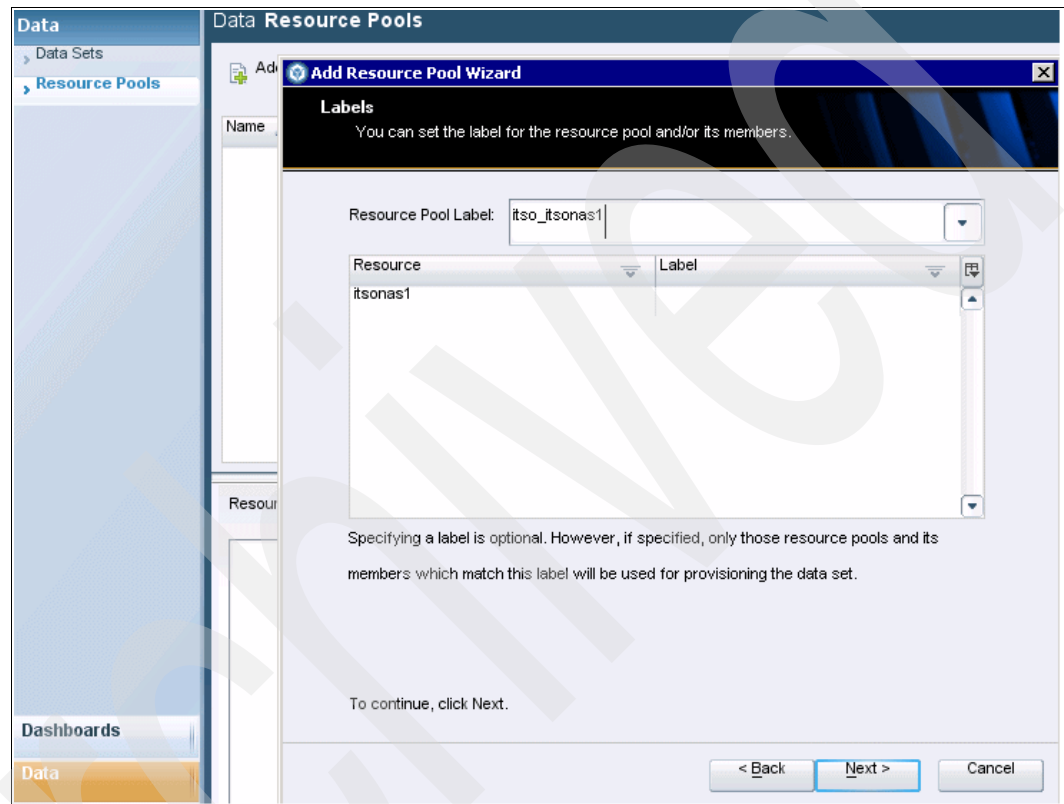 Data
Data Sets
Resource Pools
Dashboards
Data
Data Resource Pools
Name
Resour
Add Resource Pool Wizard
Labels
You can set the label for the resource pool and/or its members.
Resource Pool Label: itso_itsonas1
Resource Label
itsonas1
Specifying a label is optional. However, if specified, only those resource pools and its
members which match this label will be used for provisioning the data set.
To continue, click Next.
< Back Next > Cancel